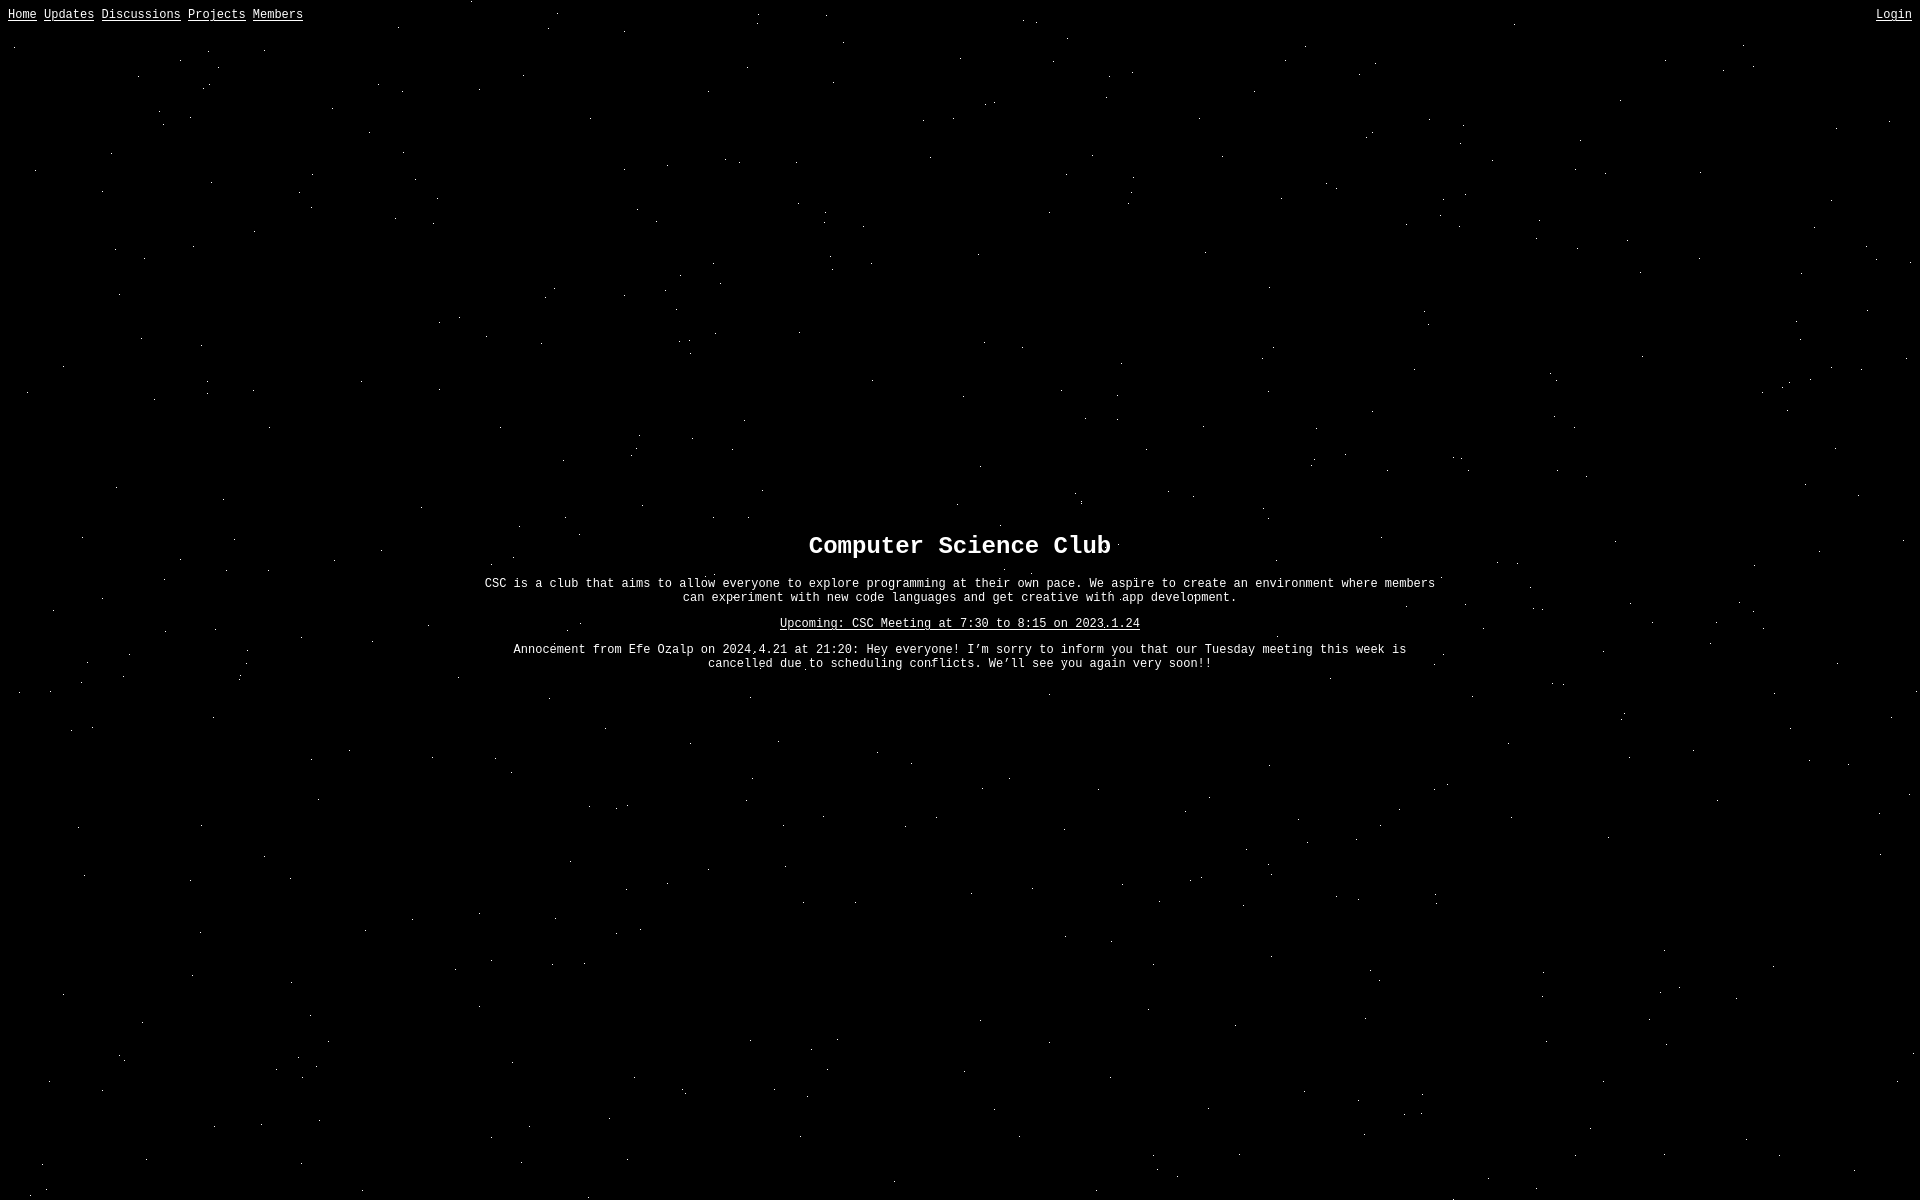 Home Updates Discussions Projects Members Login
Computer Science Club
CSC is a club that aims to allow everyone to explore programming at their own pace. We aspire to create an environment where members
can experiment with new code languages and get creative with app development.
Upcoming: CSC Meeting at 7:30 to 8:15 on 2023.1.24
Annocement from Efe Ozalp on 2024.4.21 at 21:20: Hey everyone! I’m sorry to inform you that our Tuesday meeting this week is
cancelled due to scheduling conflicts. We’ll see you again very soon!!